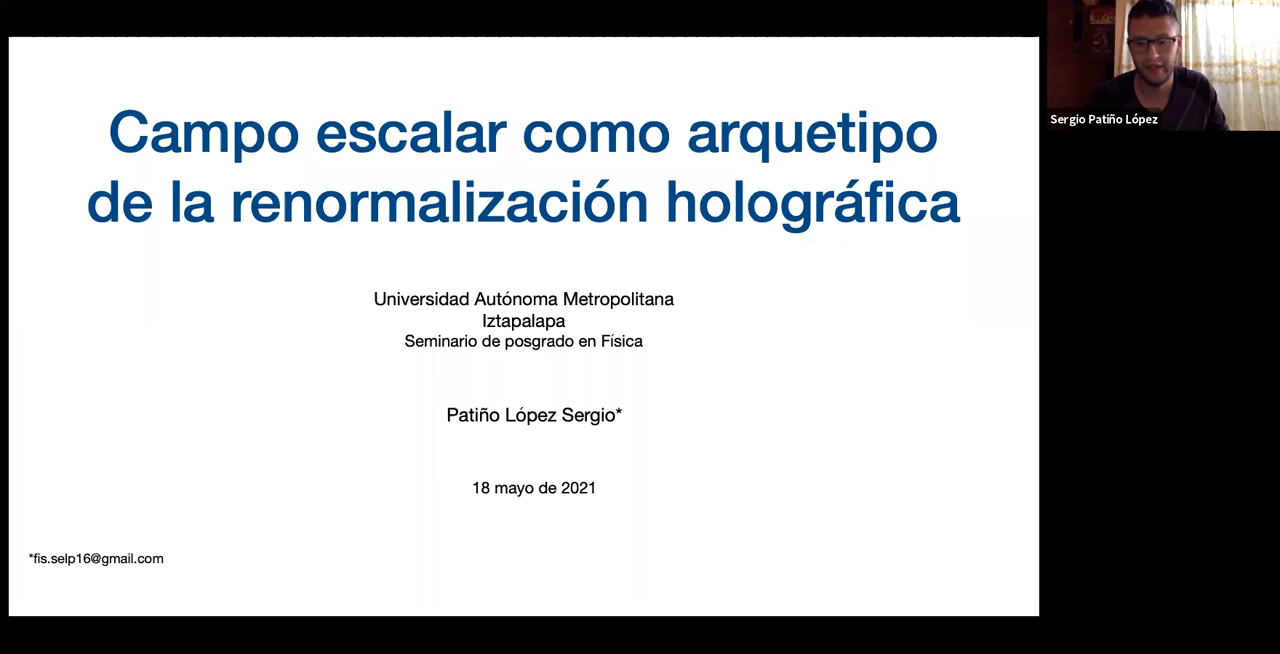 Campo escalar como arquetipo
de la renormalización holográfica
Universidad Autónoma Metropolitana
Iztapalapa
Seminario de posgrado en Física
Patiño López Sergio*
18 mayo de 2021
*fis.selp16@gmail.com
Sergio Patiño López